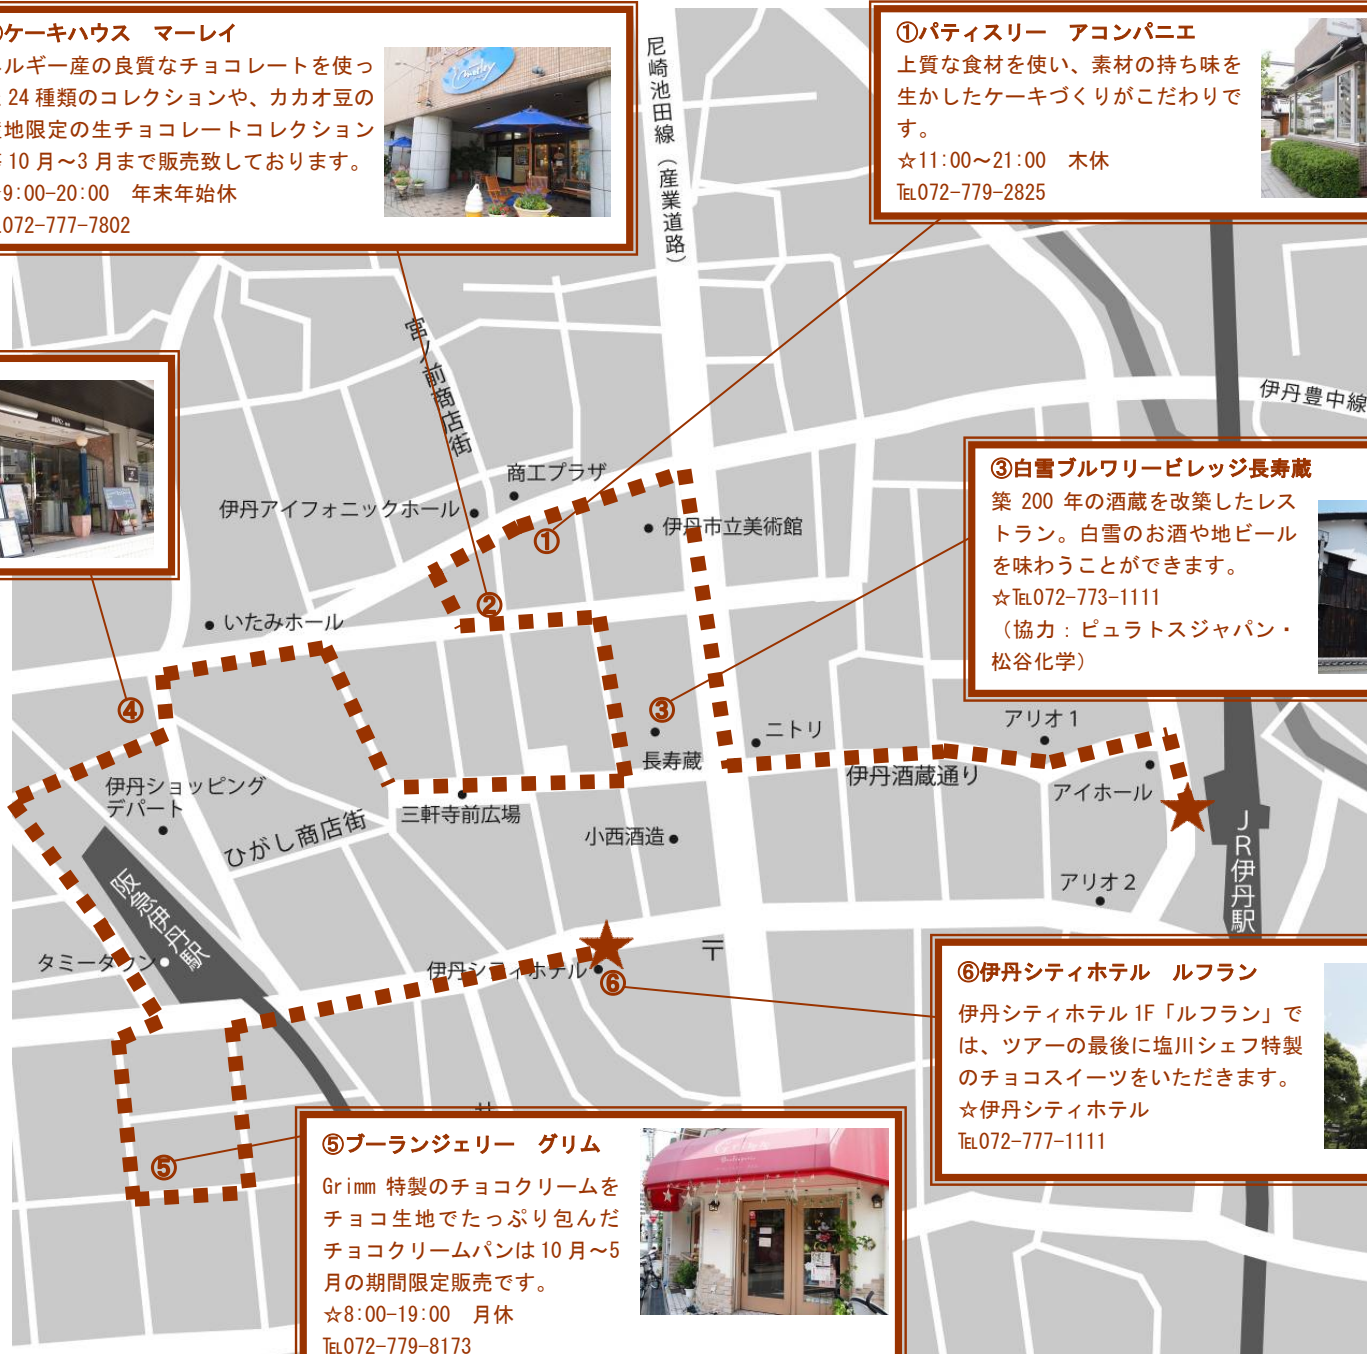 ケーキハウス　マーレイ
ルギー産の良質なチョコレートを使っ
24 種類のコレクションや、カカオ豆の
地限定の生チョコレートコレクション
10 月～3 月まで販売致しております。
9:00-20:00　年末年始休
072-777-7802
①パティスリー　アコンパニエ
上質な食材を使い、素材の持ち味を
生かしたケーキづくりがこだわりで
す。
☆11:00～21:00　木休
℡072-779-2825
尼崎池田線（産業道路）
宮ノ前商店街
伊丹豊中線
商工プラザ
伊丹アイフォニックホール
①
伊丹市立美術館
②
いたみホール
③白雪ブルワリービレッジ長寿蔵
築 200 年の酒蔵を改築したレス
トラン。白雪のお酒や地ビール
を味わうことができます。
☆℡072-773-1111
（協力：ピュラトスジャパン・
松谷化学）
④
③
長寿蔵
ニトリ
アリオ１
伊丹酒蔵通り
アイホール
伊丹ショッピング
デパート
三軒寺前広場
ひがし商店街
小西酒造
ＪＲ伊丹駅
アリオ２
阪急伊丹駅
タミータウン
伊丹シティホテル
〒
⑥
⑥伊丹シティホテル　ルフラン
伊丹シティホテル 1F「ルフラン」で
は、ツアーの最後に塩川シェフ特製
のチョコスイーツをいただきます。
☆伊丹シティホテル
℡072-777-1111
⑤
⑤ブーランジェリー　グリム
Grimm 特製のチョコクリームを
チョコ生地でたっぷり包んだ
チョコクリームパンは 10 月～5
月の期間限定販売です。
☆8:00-19:00　月休
℡072-779-8173